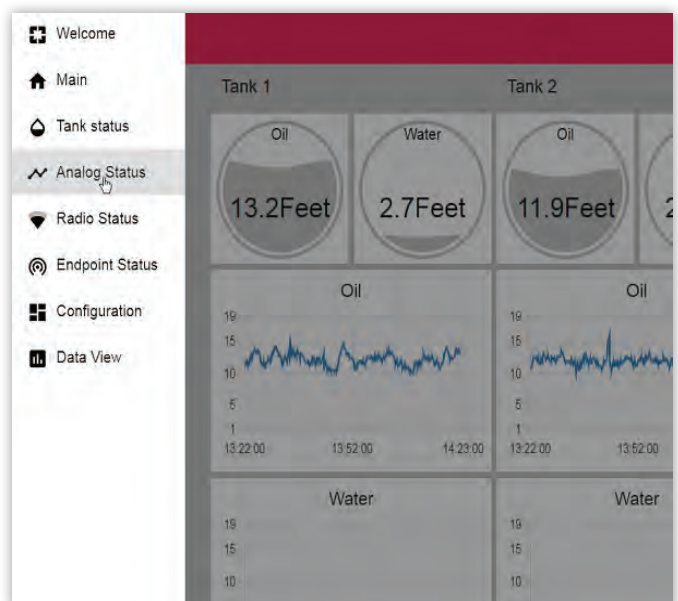 Welcome
Main
Tank status
Analog Status
Radio Status
Endpoint Status
Configuration
Data View
Tank 1
Tank 2
Oil
Water
Oil
13.2Feet
2.7Feet
11.9Feet
2
Oil
19
15
10
5
1
13:22:00
13:52:00
14:23:00
Oil
19
15
10
5
1
13:22:00
13:52:00
Water
19
15
10
Water
19
15
10